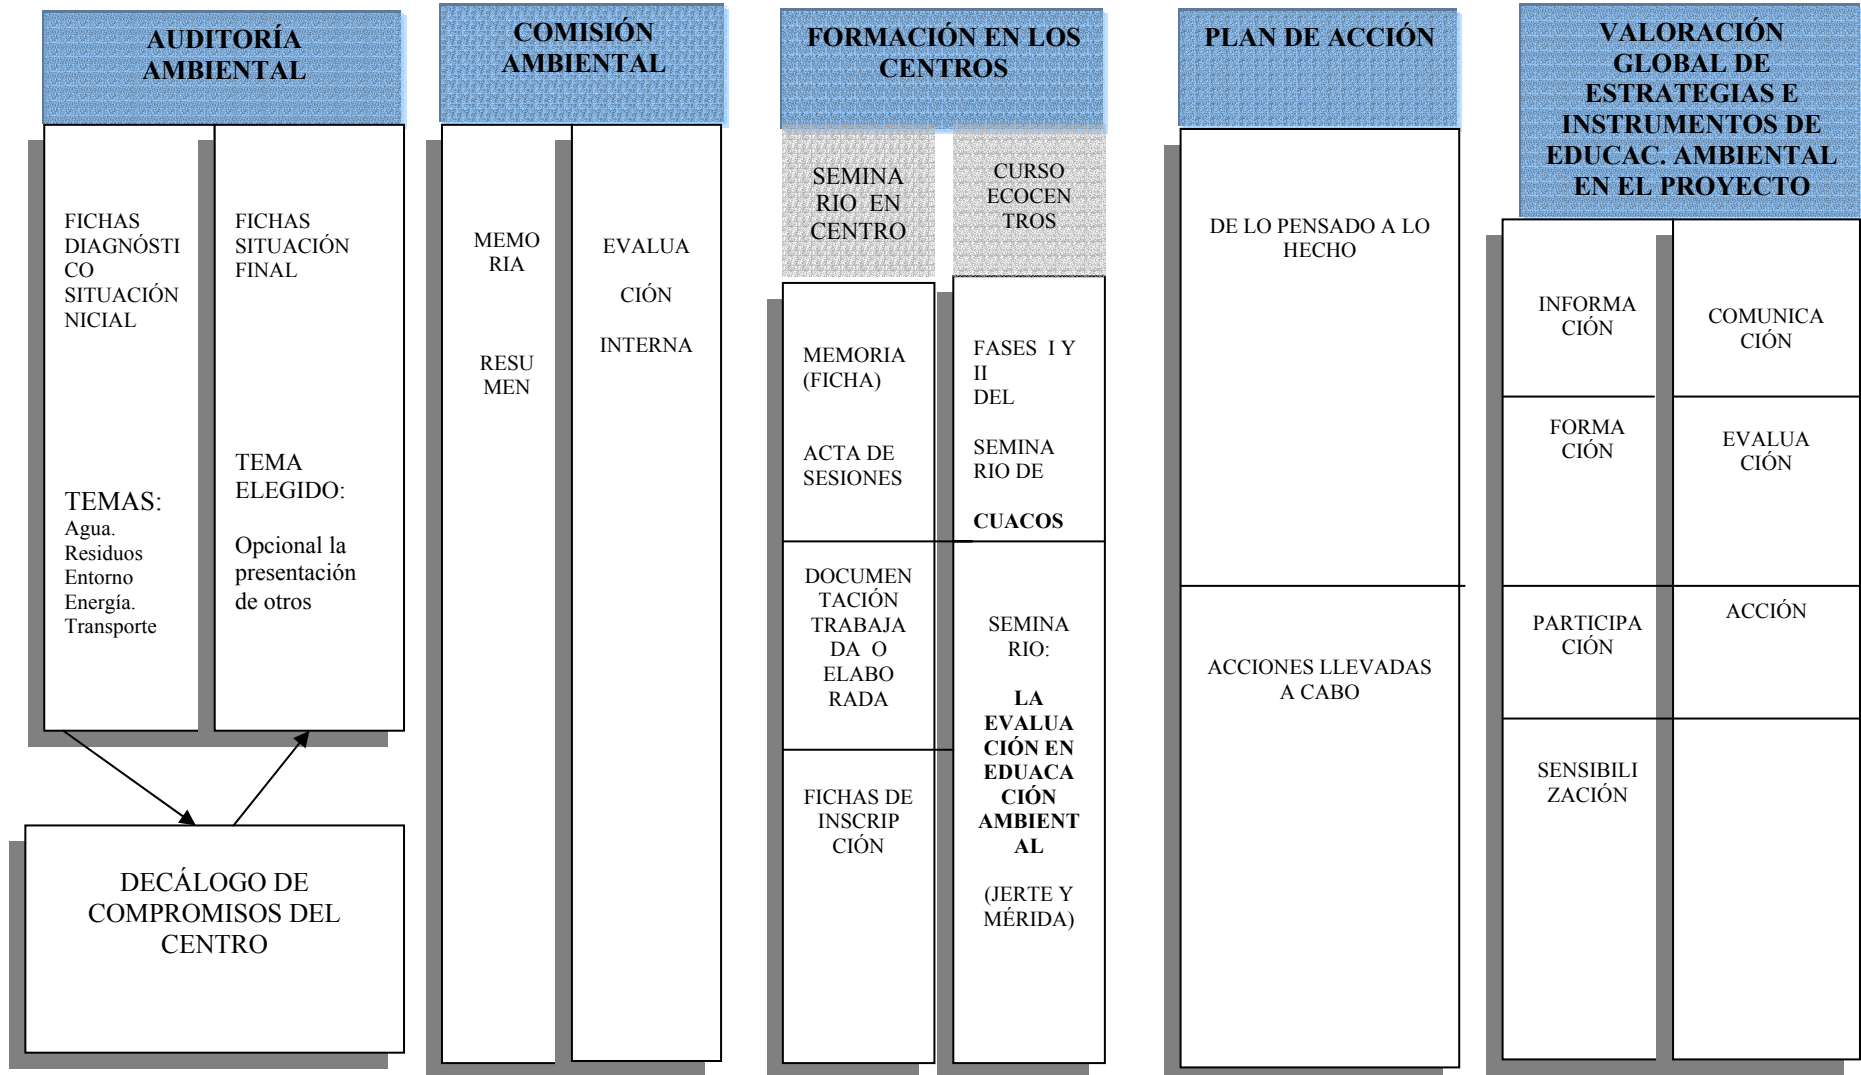 AUDITORÍA
AMBIENTAL
FICHAS
DIAGNÓSTI
CO
SITUACIÓN
NICIAL
TEMAS:
Agua.
Residuos
Entorno
Energía.
Transporte
FICHAS
SITUACIÓN
FINAL
TEMA
ELEGIDO:
Opcional la
presentación
de otros
DECÁLOGO DE
COMPROMISOS DEL
CENTRO
COMISIÓN
AMBIENTAL
MEMO
RIA
RESU
MEN
EVALUA
CIÓN
INTERNA
FORMACIÓN EN LOS
CENTROS
SEMINA
RIO EN
CENTRO
MEMORIA
(FICHA)
ACTA DE
SESIONES
DOCUMEN
TACIÓN
TRABAJA
DA O
ELABO
RADA
FICHAS DE
INSCRIP
CIÓN
CURSO
ECOCEN
TROS
FASES I Y
II
DEL
SEMINA
RIO DE
CUACOS
SEMINA
RIO:
LA
EVALUA
CIÓN EN
EDUACA
CIÓN
AMBIENT
AL
(JERTE Y
MÉRIDA)
PLAN DE ACCIÓN
DE LO PENSADO A LO
HECHO
ACCIONES LLEVADAS
A CABO
VALORACIÓN
GLOBAL DE
ESTRATEGIAS E
INSTRUMENTOS DE
EDUCAC. AMBIENTAL
EN EL PROYECTO
INFORMA
CIÓN
COMUNICA
CIÓN
FORMA
CIÓN
EVALUA
CIÓN
PARTICIPA
CIÓN
ACCIÓN
SENSIBILI
ZACIÓN